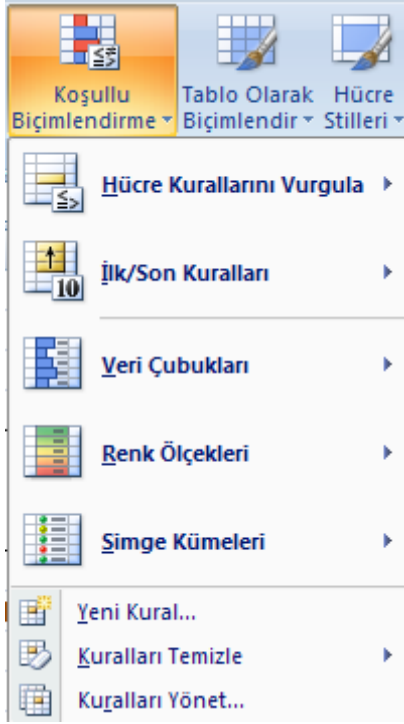 Koşullu Biçimlendirme
Tablo Olarak Biçimlendir
Hücre Stilleri
≤≠
Hücre Kurallarını Vurgula
≤>
İlk/Son Kuralları
10
Veri Çubukları
Renk Ölçekleri
Simge Kümeleri
Yeni Kural...
Kuralları Temizle
Kuralları Yönet...